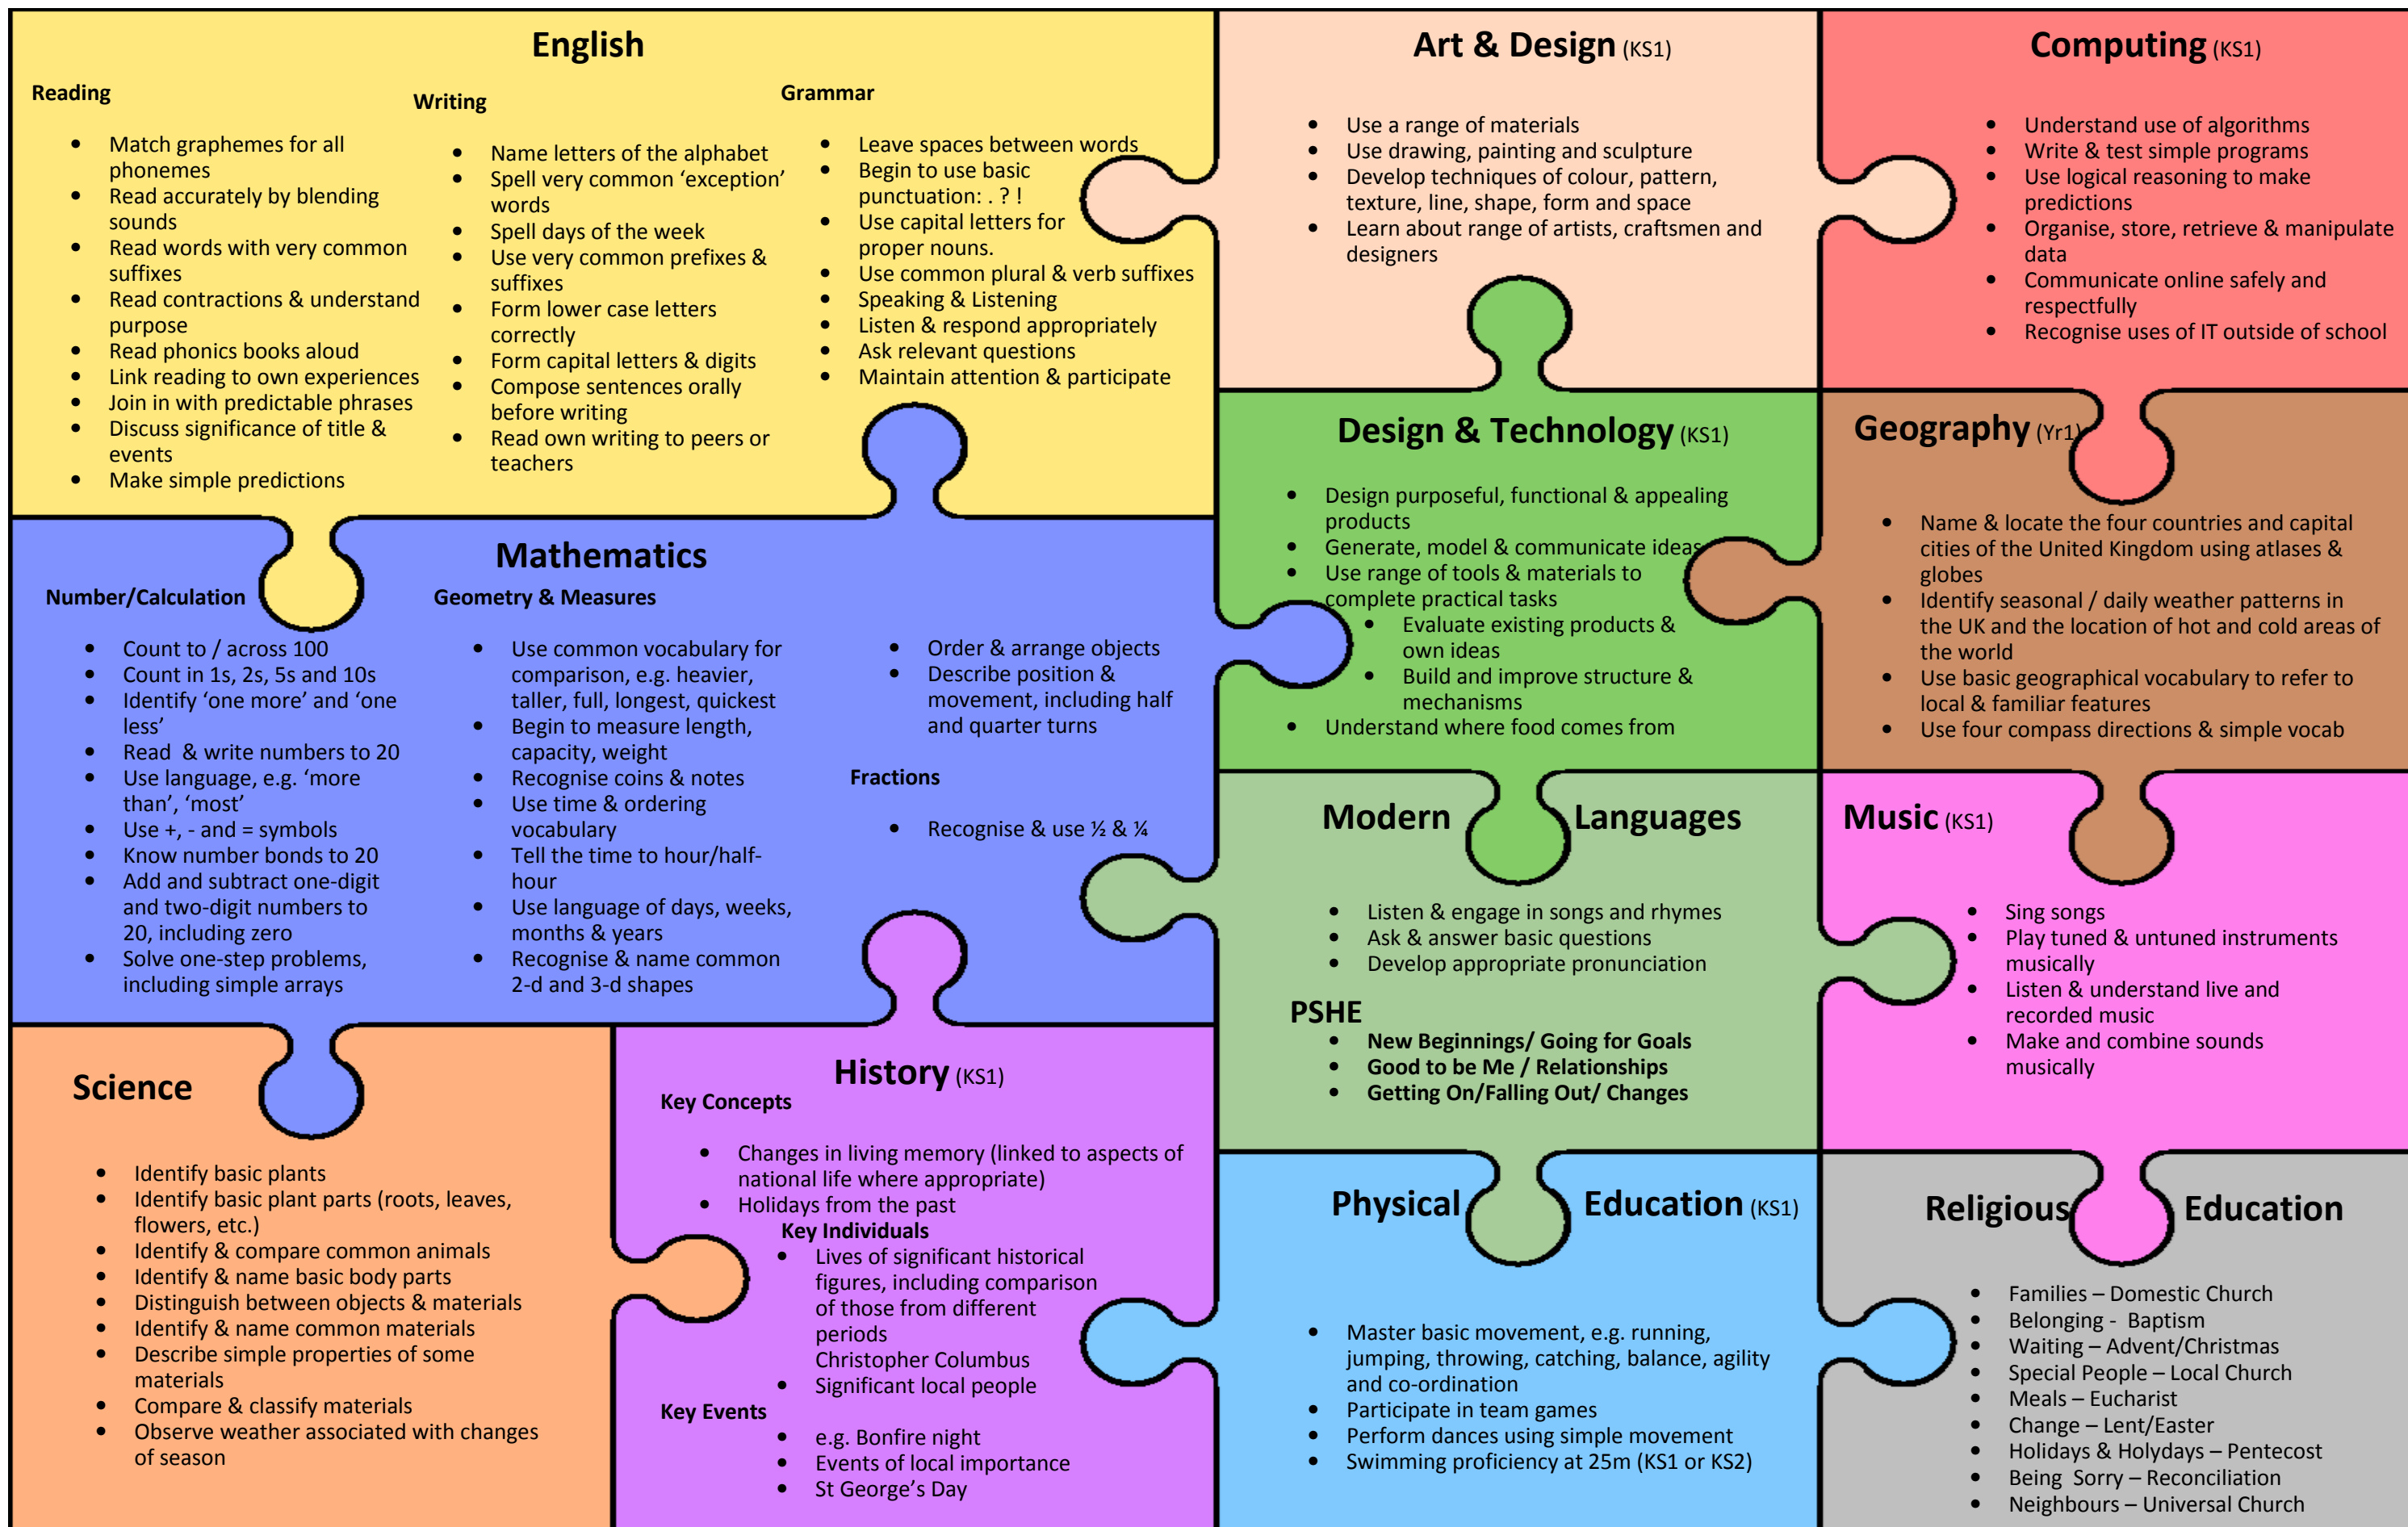 English
Reading
• Match graphemes for all
phonemes
• Read accurately by blending
sounds
• Read words with very common
suffixes
• Read contractions & understand
purpose
• Read phonics books aloud
• Link reading to own experiences
• Join in with predictable phrases
• Discuss significance of title &
events
• Make simple predictions
Writing
• Name letters of the alphabet
• Spell very common ‘exception’
words
• Spell days of the week
• Use very common prefixes &
suffixes
• Form lower case letters
correctly
• Form capital letters & digits
• Compose sentences orally
before writing
• Read own writing to peers or
teachers
Grammar
• Leave spaces between words
• Begin to use basic
punctuation: . ? !
• Use capital letters for
proper nouns.
• Use common plural & verb suffixes
• Speaking & Listening
• Listen & respond appropriately
• Ask relevant questions
• Maintain attention & participate
Art & Design (KS1)
• Use a range of materials
• Use drawing, painting and sculpture
• Develop techniques of colour, pattern,
texture, line, shape, form and space
• Learn about range of artists, craftsmen and
designers
Computing (KS1)
• Understand use of algorithms
• Write & test simple programs
• Use logical reasoning to make
predictions
• Organise, store, retrieve & manipulate
data
• Communicate online safely and
respectfully
• Recognise uses of IT outside of school
Mathematics
Number/Calculation
• Count to / across 100
• Count in 1s, 2s, 5s and 10s
• Identify ‘one more’ and ‘one
less’
• Read & write numbers to 20
• Use language, e.g. ‘more
than’, ‘most’
• Use +, - and = symbols
• Know number bonds to 20
• Add and subtract one-digit
and two-digit numbers to
20, including zero
• Solve one-step problems,
including simple arrays
Geometry & Measures
• Use common vocabulary for
comparison, e.g. heavier,
taller, full, longest, quickest
• Begin to measure length,
capacity, weight
• Recognise coins & notes
• Use time & ordering
vocabulary
• Tell the time to hour/half-
hour
• Use language of days, weeks,
months & years
• Recognise & name common
2-d and 3-d shapes
• Order & arrange objects
• Describe position &
movement, including half
and quarter turns
Fractions
• Recognise & use ½ & ¼
Design & Technology (KS1)
• Design purposeful, functional & appealing
products
• Generate, model & communicate ideas
• Use range of tools & materials to
complete practical tasks
• Evaluate existing products &
own ideas
• Build and improve structure &
mechanisms
• Understand where food comes from
Geography (Yr1)
• Name & locate the four countries and capital
cities of the United Kingdom using atlases &
globes
• Identify seasonal / daily weather patterns in
the UK and the location of hot and cold areas of
the world
• Use basic geographical vocabulary to refer to
local & familiar features
• Use four compass directions & simple vocab
Modern Languages
• Listen & engage in songs and rhymes
• Ask & answer basic questions
• Develop appropriate pronunciation
PSHE
• New Beginnings/ Going for Goals
• Good to be Me / Relationships
• Getting On/Falling Out/ Changes
Music (KS1)
• Sing songs
• Play tuned & untuned instruments
musically
• Listen & understand live and
recorded music
• Make and combine sounds
musically
Science
• Identify basic plants
• Identify basic plant parts (roots, leaves,
flowers, etc.)
• Identify & compare common animals
• Identify & name basic body parts
• Distinguish between objects & materials
• Identify & name common materials
• Describe simple properties of some
materials
• Compare & classify materials
• Observe weather associated with changes
of season
History (KS1)
Key Concepts
• Changes in living memory (linked to aspects of
national life where appropriate)
• Holidays from the past
Key Individuals
• Lives of significant historical
figures, including comparison
of those from different
periods
Christopher Columbus
• Significant local people
Key Events
• e.g. Bonfire night
• Events of local importance
• St George’s Day
Physical Education (KS1)
• Master basic movement, e.g. running,
jumping, throwing, catching, balance, agility
and co-ordination
• Participate in team games
• Perform dances using simple movement
• Swimming proficiency at 25m (KS1 or KS2)
Religious Education
• Families – Domestic Church
• Belonging - Baptism
• Waiting – Advent/Christmas
• Special People – Local Church
• Meals – Eucharist
• Change – Lent/Easter
• Holidays & Holydays – Pentecost
• Being Sorry – Reconciliation
• Neighbours – Universal Church